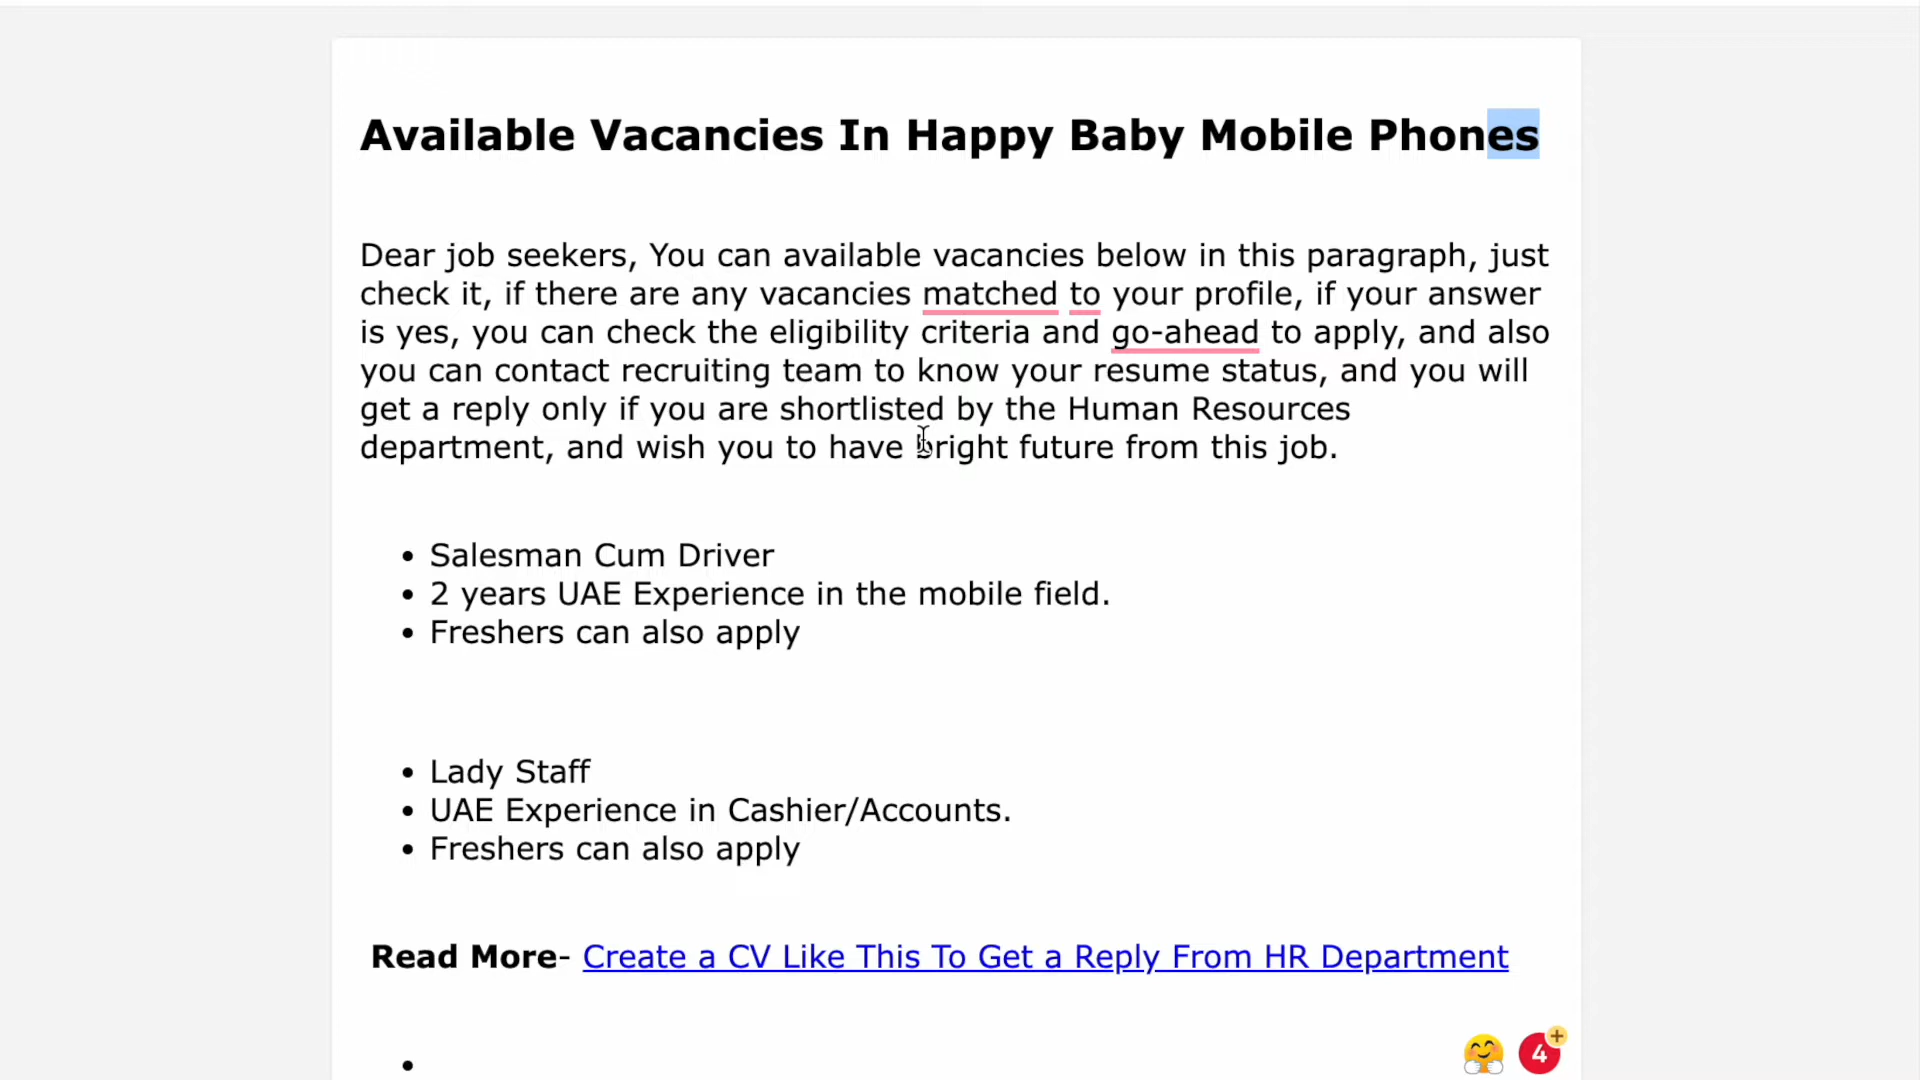 Available Vacancies In Happy Baby Mobile Phones
Dear job seekers, You can available vacancies below in this paragraph, just
check it, if there are any vacancies matched to your profile, if your answer
is yes, you can check the eligibility criteria and go-ahead to apply, and also
you can contact recruiting team to know your resume status, and you will
get a reply only if you are shortlisted by the Human Resources
department, and wish you to have bright future from this job.
• Salesman Cum Driver
• 2 years UAE Experience in the mobile field.
• Freshers can also apply
• Lady Staff
• UAE Experience in Cashier/Accounts.
• Freshers can also apply
Read More- Create a CV Like This To Get a Reply From HR Department
4